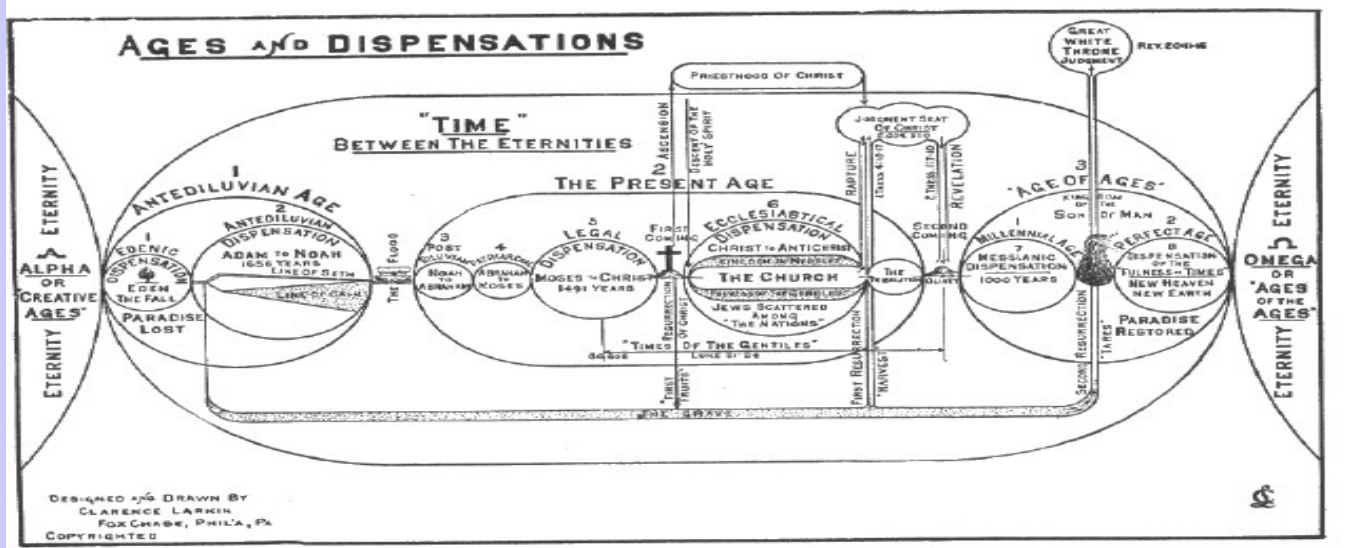 AGES AND DISPENSATIONS
GREAT
WHITE
THRONE
JUDGMENT
REV. 20:11-15
PRIESTHOOD OF CHRIST
"TIME"
BETWEEN THE ETERNITIES
ASCENSION
DESCENT OF THE
HOLY SPIRIT
JUDGMENT SEAT
OF CHRIST
RAPTURE
REVELATION
ETERNITY
ALPHA
OR
"CREATIVE
AGES"
ETERNITY
1
ANTEDILUVIAN AGE
1
EDENIC
DISPENSATION
EDEN
THE FALL
PARADISE
LOST
2
ANTEDILUVIAN
DISPENSATION
ADAM TO NOAH
1656 YEARS
LINE OF SETH
LINE OF CAIN
THE FLOOD
2
THE PRESENT AGE
3
POST
DILUVIAN
NOAH
TO
ABRAHAM
4
PATRIARCHAL
ABRAHAM
TO
MOSES
5
LEGAL
DISPENSATION
MOSES TO CHRIST
1491 YEARS
FIRST
COMING
RESURRECTION
OF CHRIST
"FIRST
FRUITS"
6
ECCLESIASTICAL
DISPENSATION
CHRIST TO ANTICHRIST
THE CHURCH
JEWS SCATTERED
AMONG
"THE NATIONS"
THE
TRIBULATION
"TIMES OF THE GENTILES"
LUKE 21:24
FIRST RESURRECTION
"HARVEST"
SECOND
COMING
3
"AGE OF AGES"
KINGDOM
OF THE
SON OF MAN
1
MILLENNIAL AGE
7
MESSIANIC
DISPENSATION
1000 YEARS
2
PERFECT AGE
8
DISPENSATION
OF THE
FULNESS OF TIMES
NEW HEAVEN
NEW EARTH
PARADISE
RESTORED
SECOND RESURRECTION
"TARES"
THE GRAVE
ETERNITY
OMEGA
OR
"AGES
OF THE
AGES"
ETERNITY
DESIGNED AND DRAWN BY
CLARENCE LARKIN
FOX CHASE, PHIL'A, PA
COPYRIGHTED